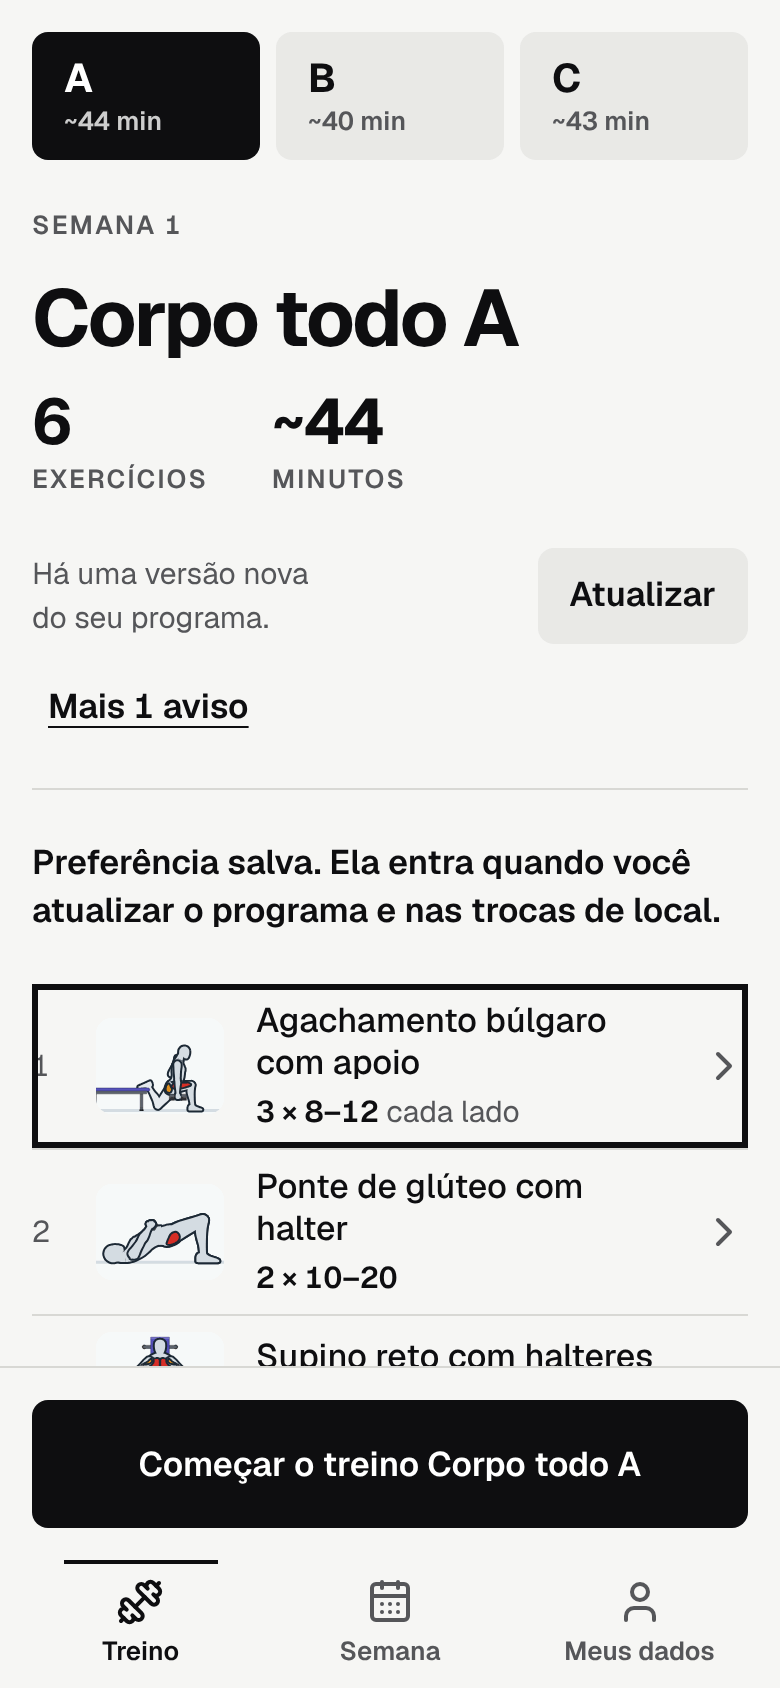 A
~44 min
B
~40 min
C
~43 min
SEMANA 1
Corpo todo A
6
EXERCÍCIOS
~44
MINUTOS
Há uma versão nova
do seu programa.
Atualizar
Mais 1 aviso
Preferência salva. Ela entra quando você
atualizar o programa e nas trocas de local.
1
Agachamento búlgaro
com apoio
3 × 8–12 cada lado
2
Ponte de glúteo com
halter
2 × 10–20
Supino reto com halteres
Começar o treino Corpo todo A
Treino
Semana
Meus dados